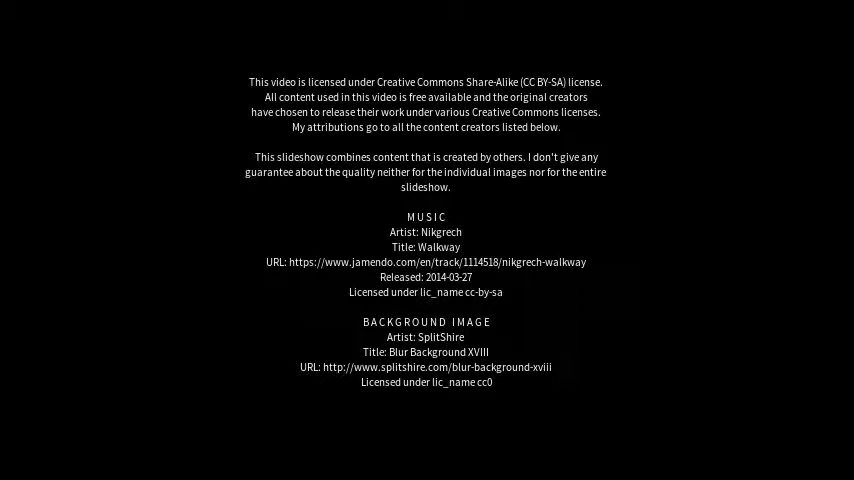 This video is licensed under Creative Commons Share-Alike (CC BY-SA) license.
All content used in this video is free available and the original creators
have chosen to release their work under various Creative Commons licenses.
My attributions go to all the content creators listed below.
This slideshow combines content that is created by others. I don't give any
guarantee about the quality neither for the individual images nor for the entire
slideshow.
M U S I C
Artist: Nikgrech
Title: Walkway
URL: https://www.jamendo.com/en/track/1114518/nikgrech-walkway
Released: 2014-03-27
Licensed under lic_name cc-by-sa
B A C K G R O U N D   I M A G E
Artist: SplitShire
Title: Blur Background XVIII
URL: http://www.splitshire.com/blur-background-xviii
Licensed under lic_name cc0